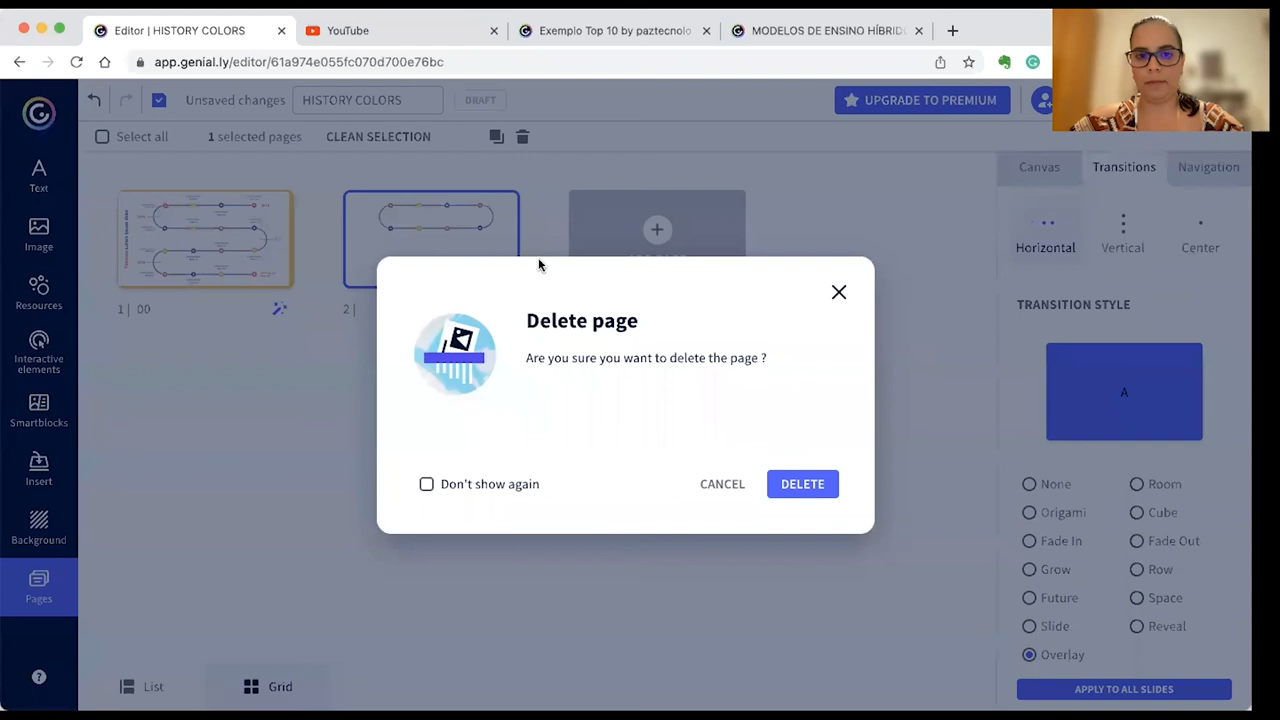 Editor | HISTORY COLORS
YouTube
Exemplo Top 10 by paztecnolo
MODELOS DE ENSINO HÍBRID
app.genial.ly/editor/61a974e055fc070d700e76bc
Unsaved changes
HISTORY COLORS
DRAFT
UPGRADE TO PREMIUM
Select all
1 selected pages
CLEAN SELECTION
Text
Image
Resources
Interactive
elements
Smartblocks
Insert
Background
Pages
1 | 00
2 |
Delete page
Are you sure you want to delete the page ?
Don't show again
CANCEL
DELETE
Canvas
Transitions
Navigation
Horizontal
Vertical
Center
TRANSITION STYLE
A
None
Room
Origami
Cube
Fade In
Fade Out
Grow
Row
Future
Space
Slide
Reveal
Overlay
APPLY TO ALL SLIDES
List
Grid